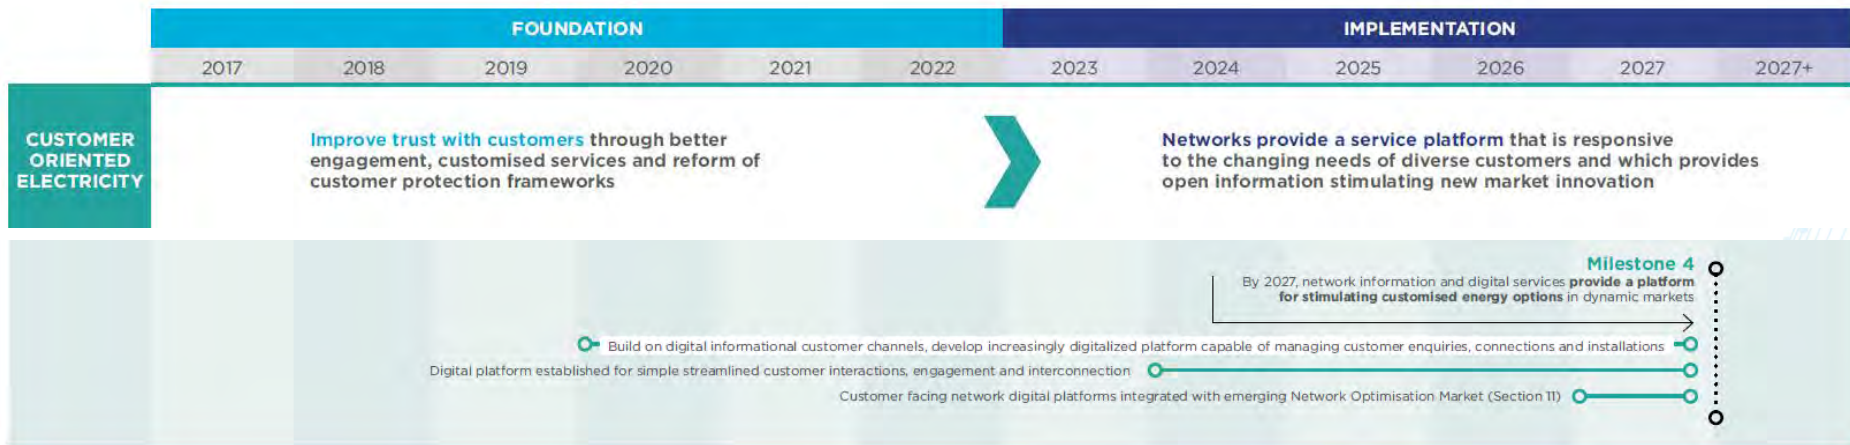 FOUNDATION
IMPLEMENTATION
2017
2018
2019
2020
2021
2022
2023
2024
2025
2026
2027
2027+
CUSTOMER
ORIENTED
ELECTRICITY
Improve trust with customers through better
engagement, customised services and reform of
customer protection frameworks
Networks provide a service platform that is responsive
to the changing needs of diverse customers and which provides
open information stimulating new market innovation
Milestone 4
By 2027, network information and digital services provide a platform
for stimulating customised energy options in dynamic markets
Build on digital informational customer channels, develop increasingly digitalized platform capable of managing customer enquiries, connections and installations
Digital platform established for simple streamlined customer interactions, engagement and interconnection
Customer facing network digital platforms integrated with emerging Network Optimisation Market (Section 11)